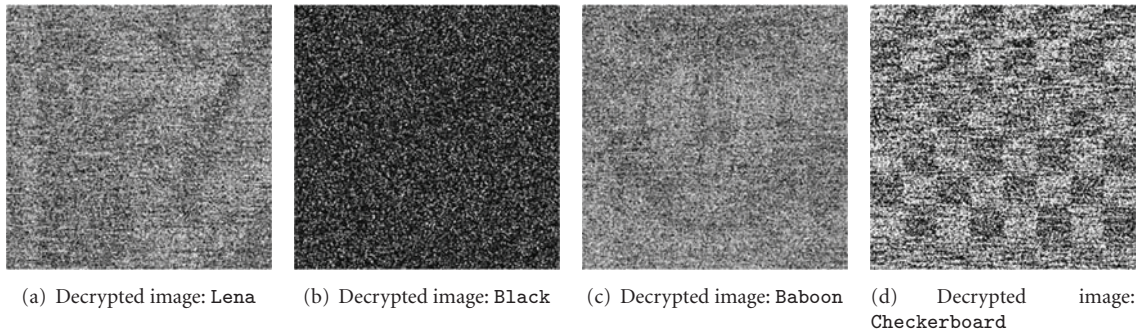 (a) Decrypted image: Lena
(b) Decrypted image: Black
(c) Decrypted image: Baboon
(d) Decrypted image:
Checkerboard